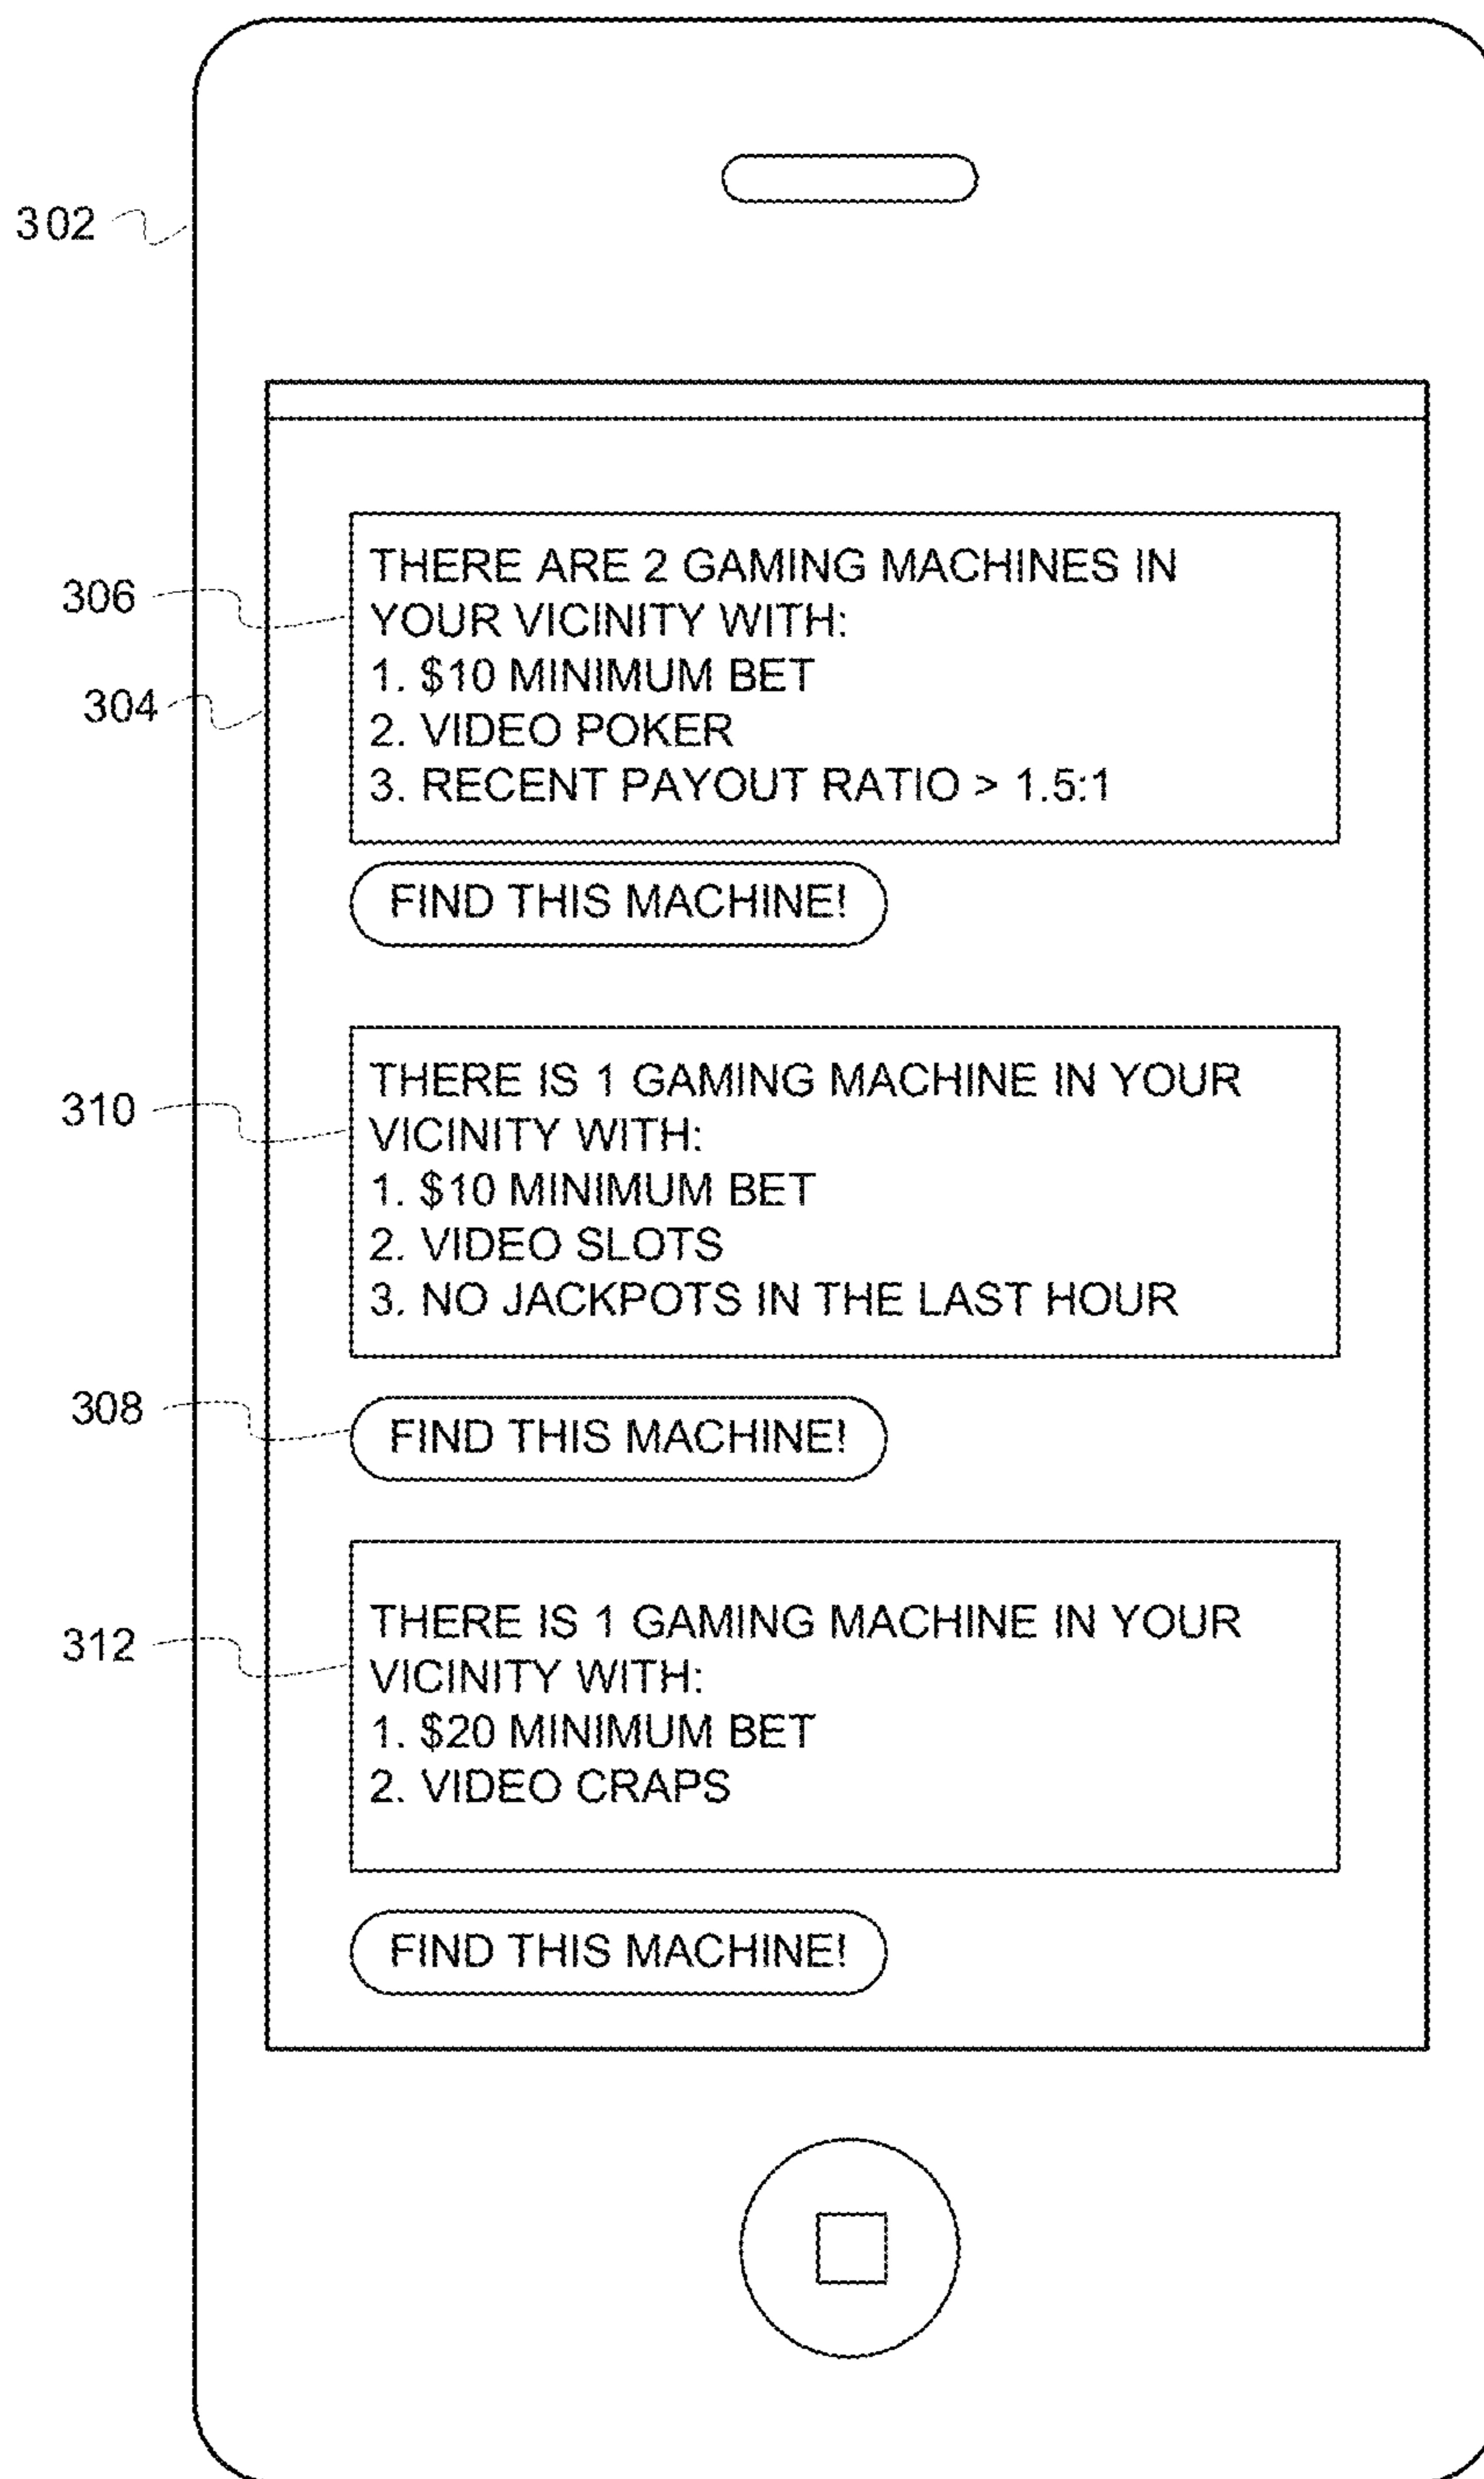 302
306
THERE ARE 2 GAMING MACHINES IN
YOUR VICINITY WITH:
304
1. $10 MINIMUM BET
2. VIDEO POKER
3. RECENT PAYOUT RATIO > 1.5:1
FIND THIS MACHINE!
310
THERE IS 1 GAMING MACHINE IN YOUR
VICINITY WITH:
1. $10 MINIMUM BET
2. VIDEO SLOTS
3. NO JACKPOTS IN THE LAST HOUR
308
FIND THIS MACHINE!
312
THERE IS 1 GAMING MACHINE IN YOUR
VICINITY WITH:
1. $20 MINIMUM BET
2. VIDEO CRAPS
FIND THIS MACHINE!